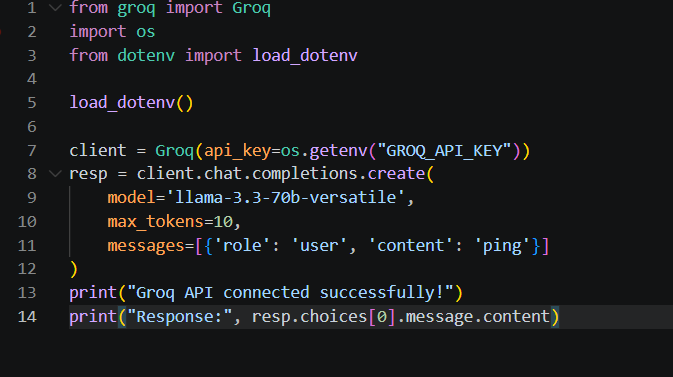 1 from groq import Groq
2 import os
3 from dotenv import load_dotenv
4
5 load_dotenv()
6
7 client = Groq(api_key=os.getenv("GROQ_API_KEY"))
8 resp = client.chat.completions.create(
9     model='llama-3.3-70b-versatile',
10     max_tokens=10,
11     messages=[{'role': 'user', 'content': 'ping'}]
12 )
13 print("Groq API connected successfully!")
14 print("Response:", resp.choices[0].message.content)